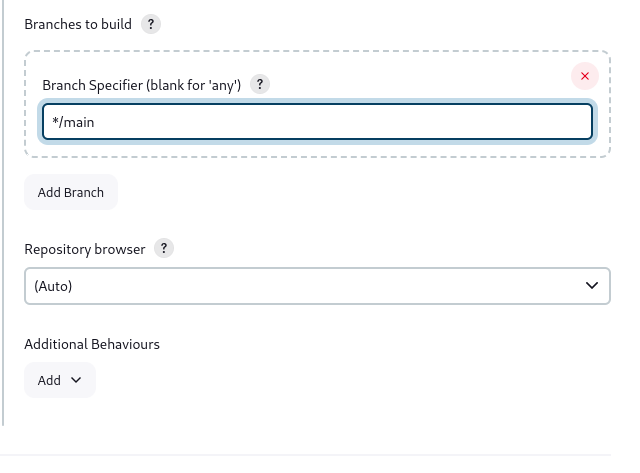 Branches to build ?
Branch Specifier (blank for 'any') ?
*/main
Add Branch
Repository browser ?
(Auto)
Additional Behaviours
Add